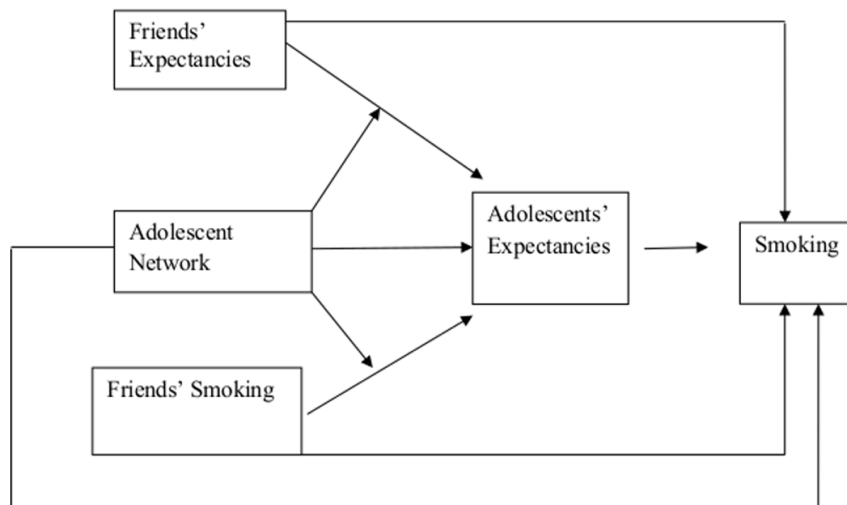 Friends’
Expectancies
Adolescent
Network
Adolescents’
Expectancies
Smoking
Friends’ Smoking